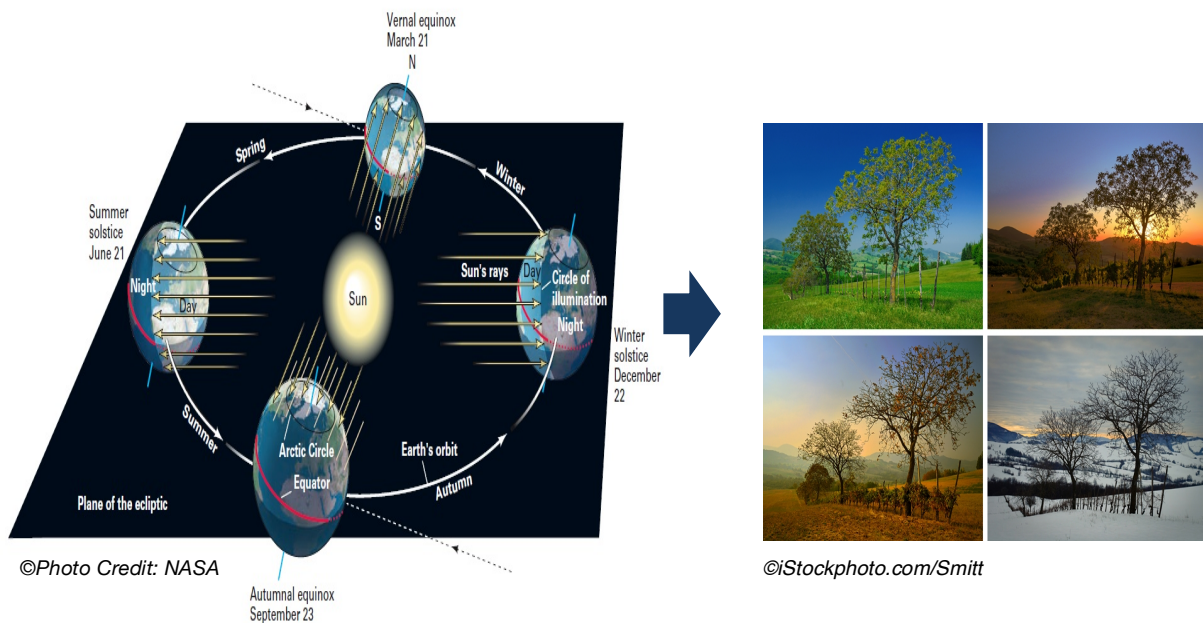 Vernal equinox
March 21
N
Spring
Winter
Summer
solstice
June 21
S
Night
Day
Sun
Sun's rays
Day
Circle of
illumination
Night
Winter
solstice
December
22
Summer
Arctic Circle
Equator
Earth's orbit
Autumn
Plane of the ecliptic
Autumnal equinox
September 23
©Photo Credit: NASA
©iStockphoto.com/Smitt